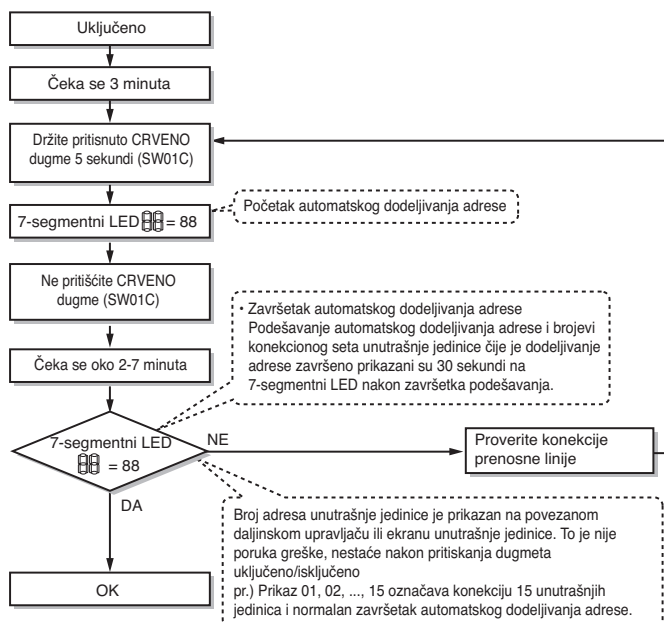 Uključeno
Čeka se 3 minuta
Držite pritisnuto CRVENO
dugme 5 sekundi (SW01C)
7-segmentni LED 88 = 88
Početak automatskog dodeljivanja adrese
Ne pritišćite CRVENO
dugme (SW01C)
• Završetak automatskog dodeljivanja adrese
Podešavanje automatskog dodeljivanja adrese i brojevi
konekcionog seta unutrašnje jedinice čije je dodeljivanje
adrese završeno prikazani su 30 sekundi na
7-segmentni LED nakon završetka podešavanja.
Čeka se oko 2-7 minuta
7-segmentni LED
88 = 88
NE
Proverite konekcije
prenosne linije
DA
Broj adresa unutrašnje jedinice je prikazan na povezanom
daljinskom upravljaču ili ekranu unutrašnje jedinice. To je nije
poruka greške, nestaće nakon pritiskanja dugmeta
uključeno/isključeno
pr.) Prikaz 01, 02, ..., 15 označava konekciju 15 unutrašnjih
jedinica i normalan završetak automatskog dodeljivanja adrese.
OK